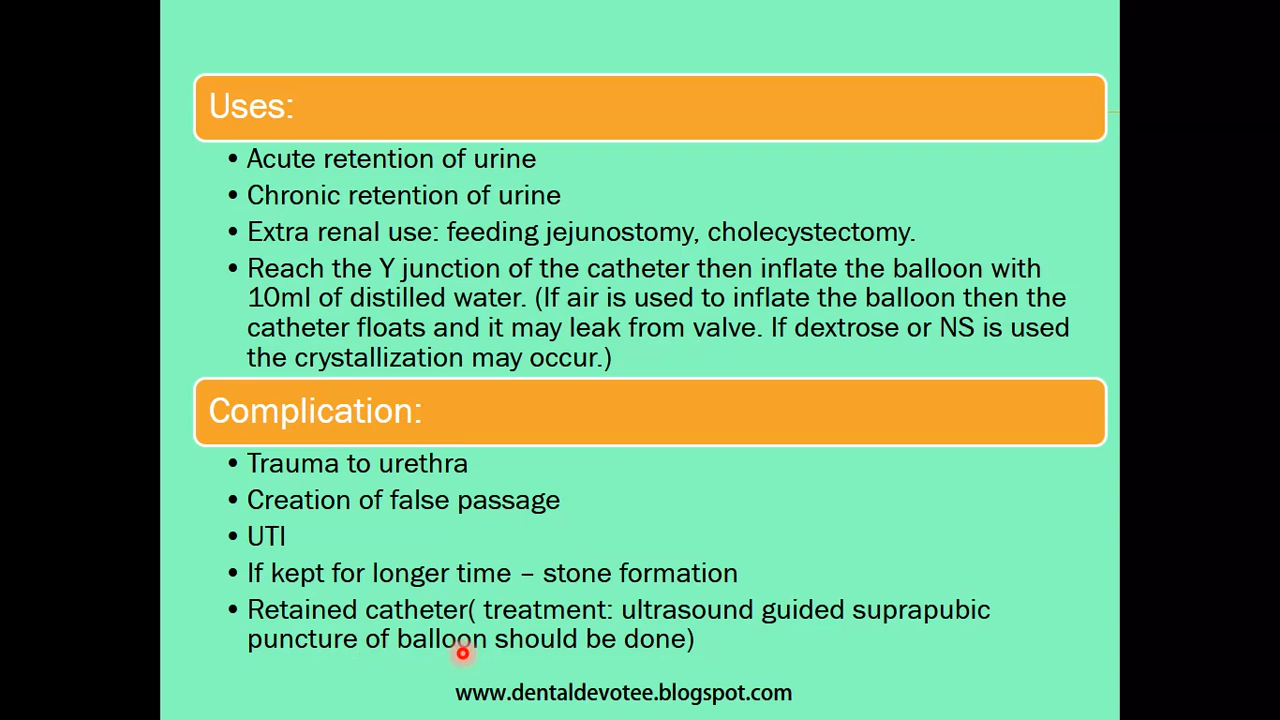 Uses:
• Acute retention of urine
• Chronic retention of urine
• Extra renal use: feeding jejunostomy, cholecystectomy.
• Reach the Y junction of the catheter then inflate the balloon with
10ml of distilled water. (If air is used to inflate the balloon then the
catheter floats and it may leak from valve. If dextrose or NS is used
the crystallization may occur.)
Complication:
• Trauma to urethra
• Creation of false passage
• UTI
• If kept for longer time – stone formation
• Retained catheter( treatment: ultrasound guided suprapubic
puncture of balloon should be done)
www.dentaldevotee.blogspot.com